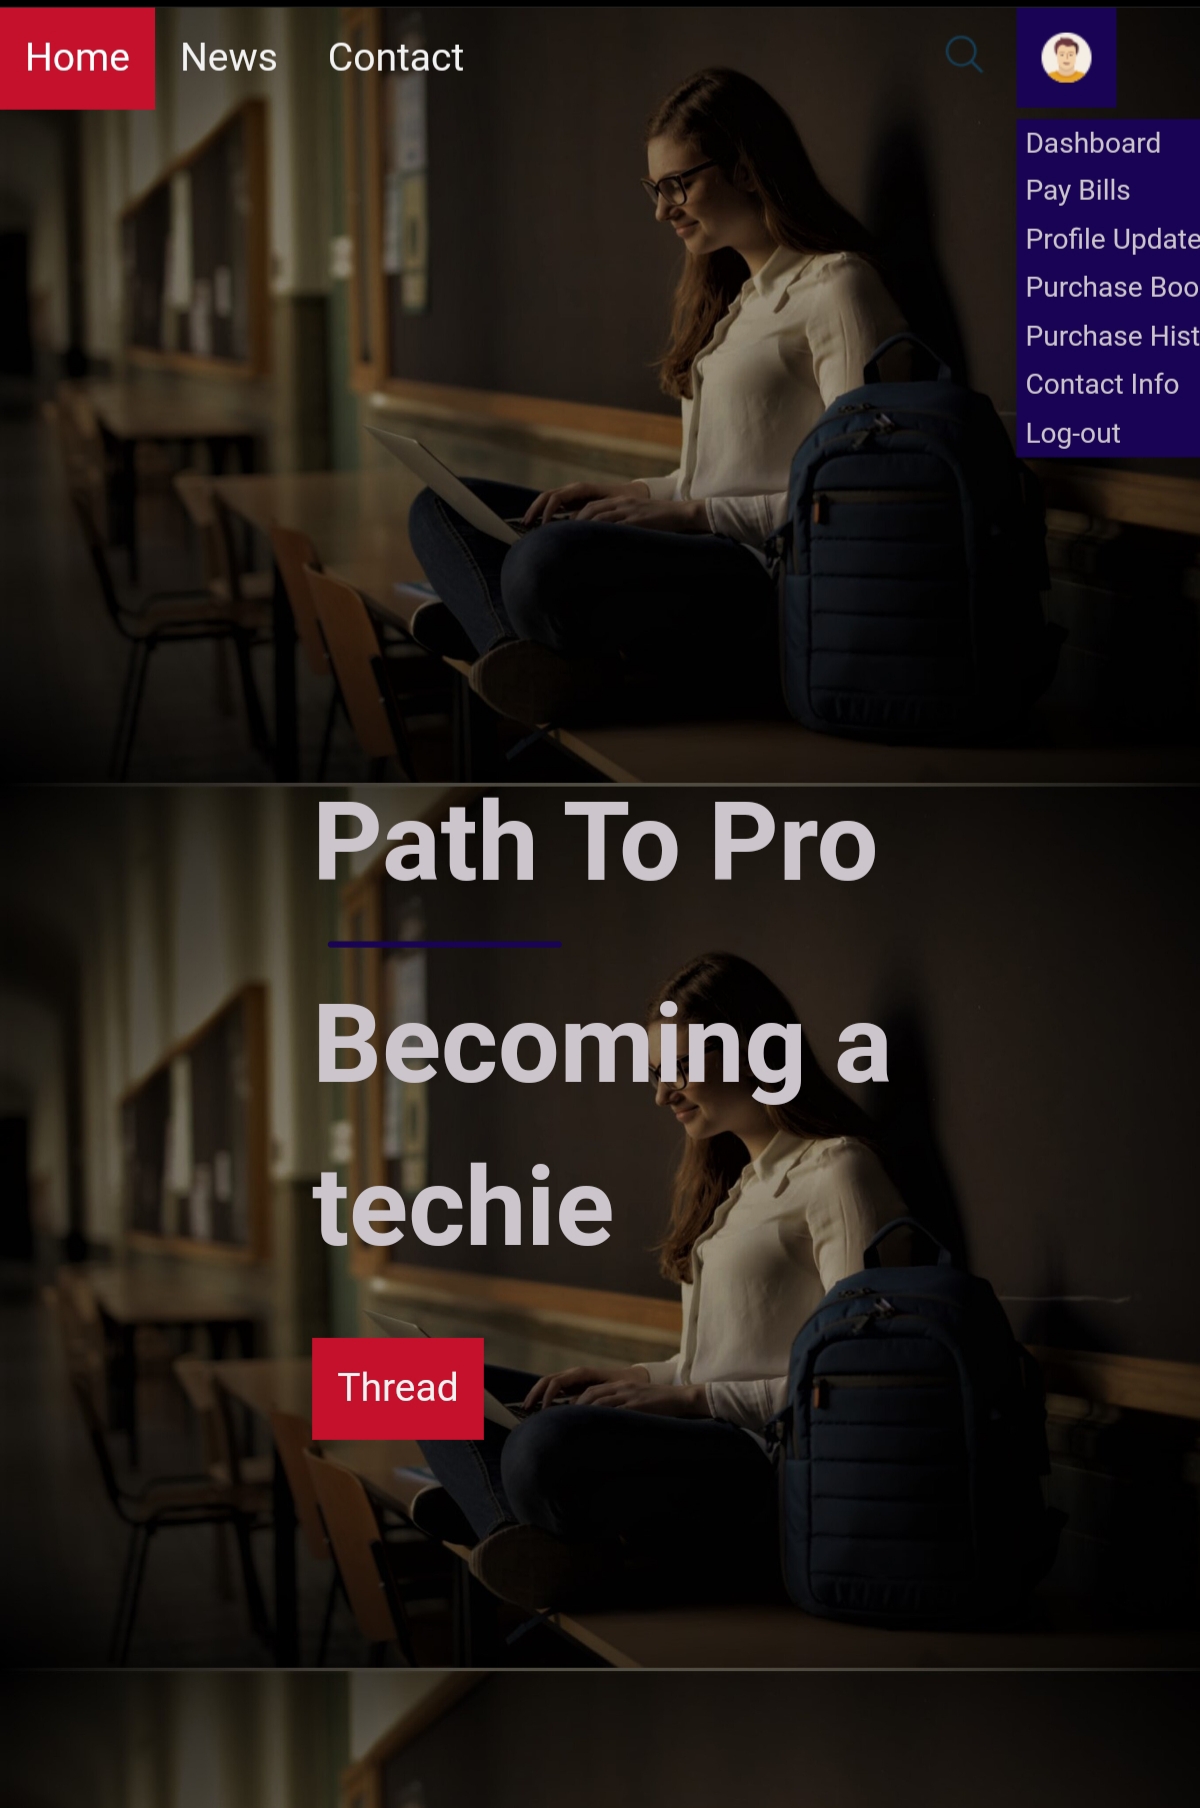 Home News Contact
Dashboard
Pay Bills
Profile Update
Purchase Boo
Purchase Hist
Contact Info
Log-out
Path To Pro
Becoming a
techie
Thread